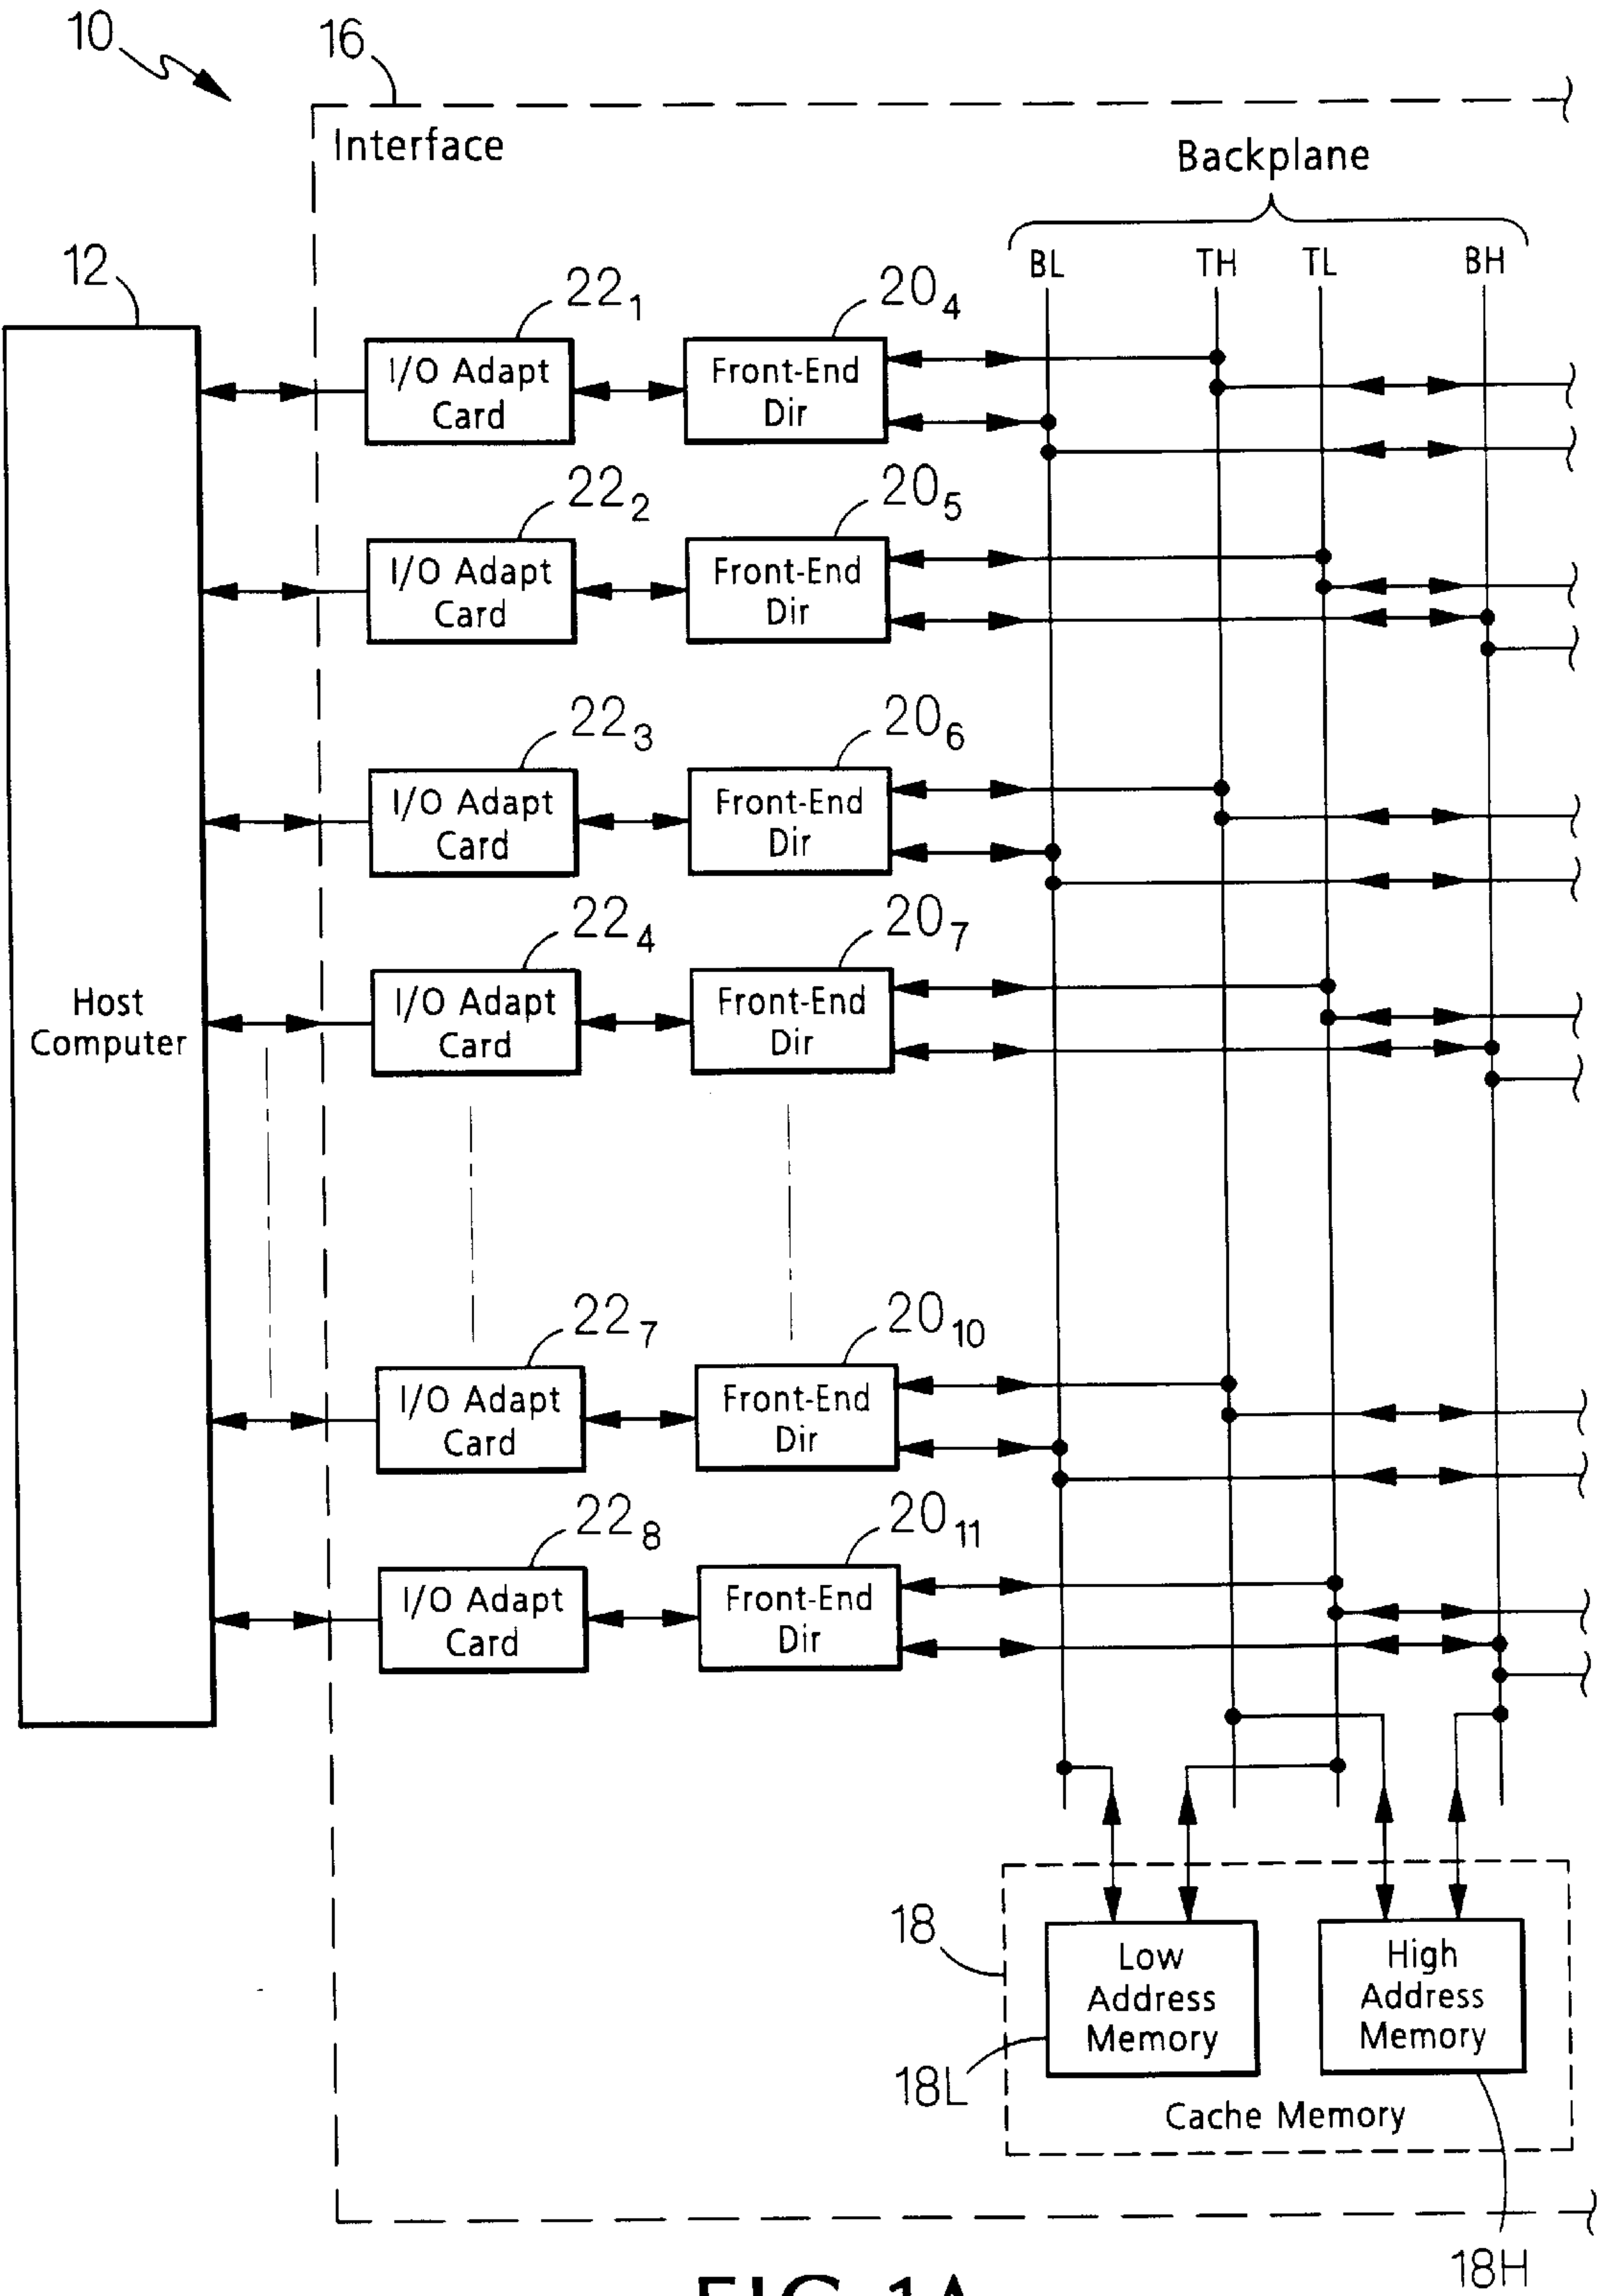 10
16
Interface
Backplane
12
BL TH TL BH
22₁
20₄
I/O Adapt
Card
Front-End
Dir
22₂
20₅
I/O Adapt
Card
Front-End
Dir
22₃
20₆
I/O Adapt
Card
Front-End
Dir
22₄
20₇
I/O Adapt
Card
Front-End
Dir
Host
Computer
22₇
20₁₀
I/O Adapt
Card
Front-End
Dir
22₈
20₁₁
I/O Adapt
Card
Front-End
Dir
18
Low
Address
Memory
High
Address
Memory
18L
Cache Memory
18H
FIG. 1A